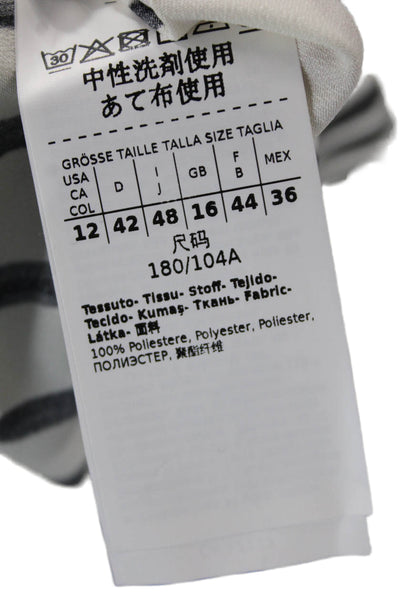 30
中性洗剤使用
あて布使用
GRÖSSE TAILLE TALLA SIZE TAGLIA
USA CA COL D I J GB F B MEX
12 42 48 16 44 36
尺码
180/104A
Tessuto- Tissu- Stoff- Tejido-
Tecido- Kumaş- Ткань- Fabric-
Látka- 面料
100% Poliestere, Polyester, Poliester,
ПОЛИЭСТЕР, 聚酯纤维